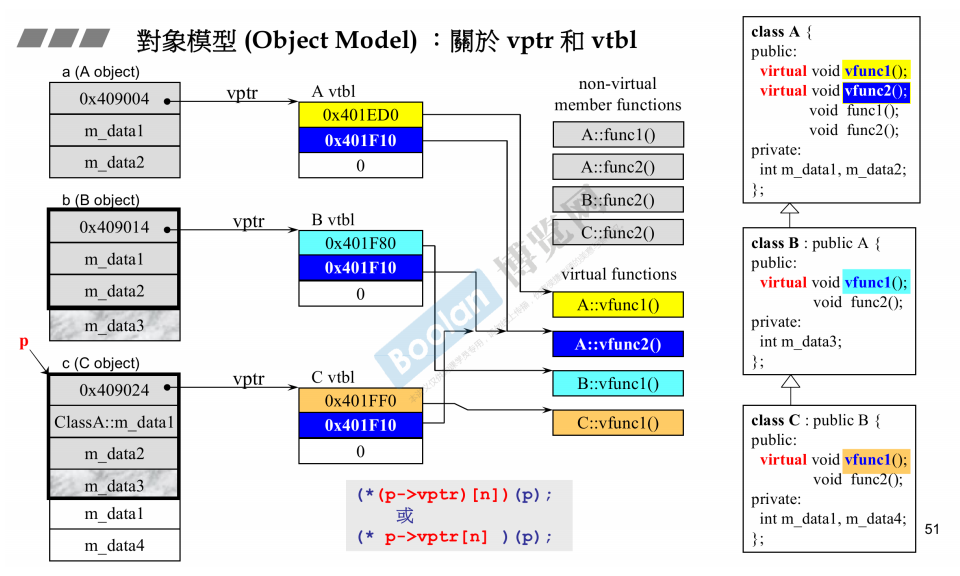 對象模型 (Object Model) ：關於 vptr 和 vtbl
a (A object)
0x409004
m_data1
m_data2
vptr
A vtbl
0x401ED0
0x401F10
0
b (B object)
0x409014
m_data1
m_data2
m_data3
vptr
B vtbl
0x401F80
0x401F10
0
p
c (C object)
0x409024
ClassA::m_data1
m_data2
m_data3
m_data1
m_data4
vptr
C vtbl
0x401FF0
0x401F10
0
non-virtual
member functions
A::func1()
A::func2()
B::func2()
C::func2()
virtual functions
A::vfunc1()
A::vfunc2()
B::vfunc1()
C::vfunc1()
(*(p->vptr)[n])(p);
或
(* p->vptr[n] )(p);
class A {
public:
virtual void vfunc1();
virtual void vfunc2();
void func1();
void func2();
private:
int m_data1, m_data2;
};
class B : public A {
public:
virtual void vfunc1();
void func2();
private:
int m_data3;
};
class C : public B {
public:
virtual void vfunc1();
void func2();
private:
int m_data1, m_data4;
};
51
Boolan 博览网